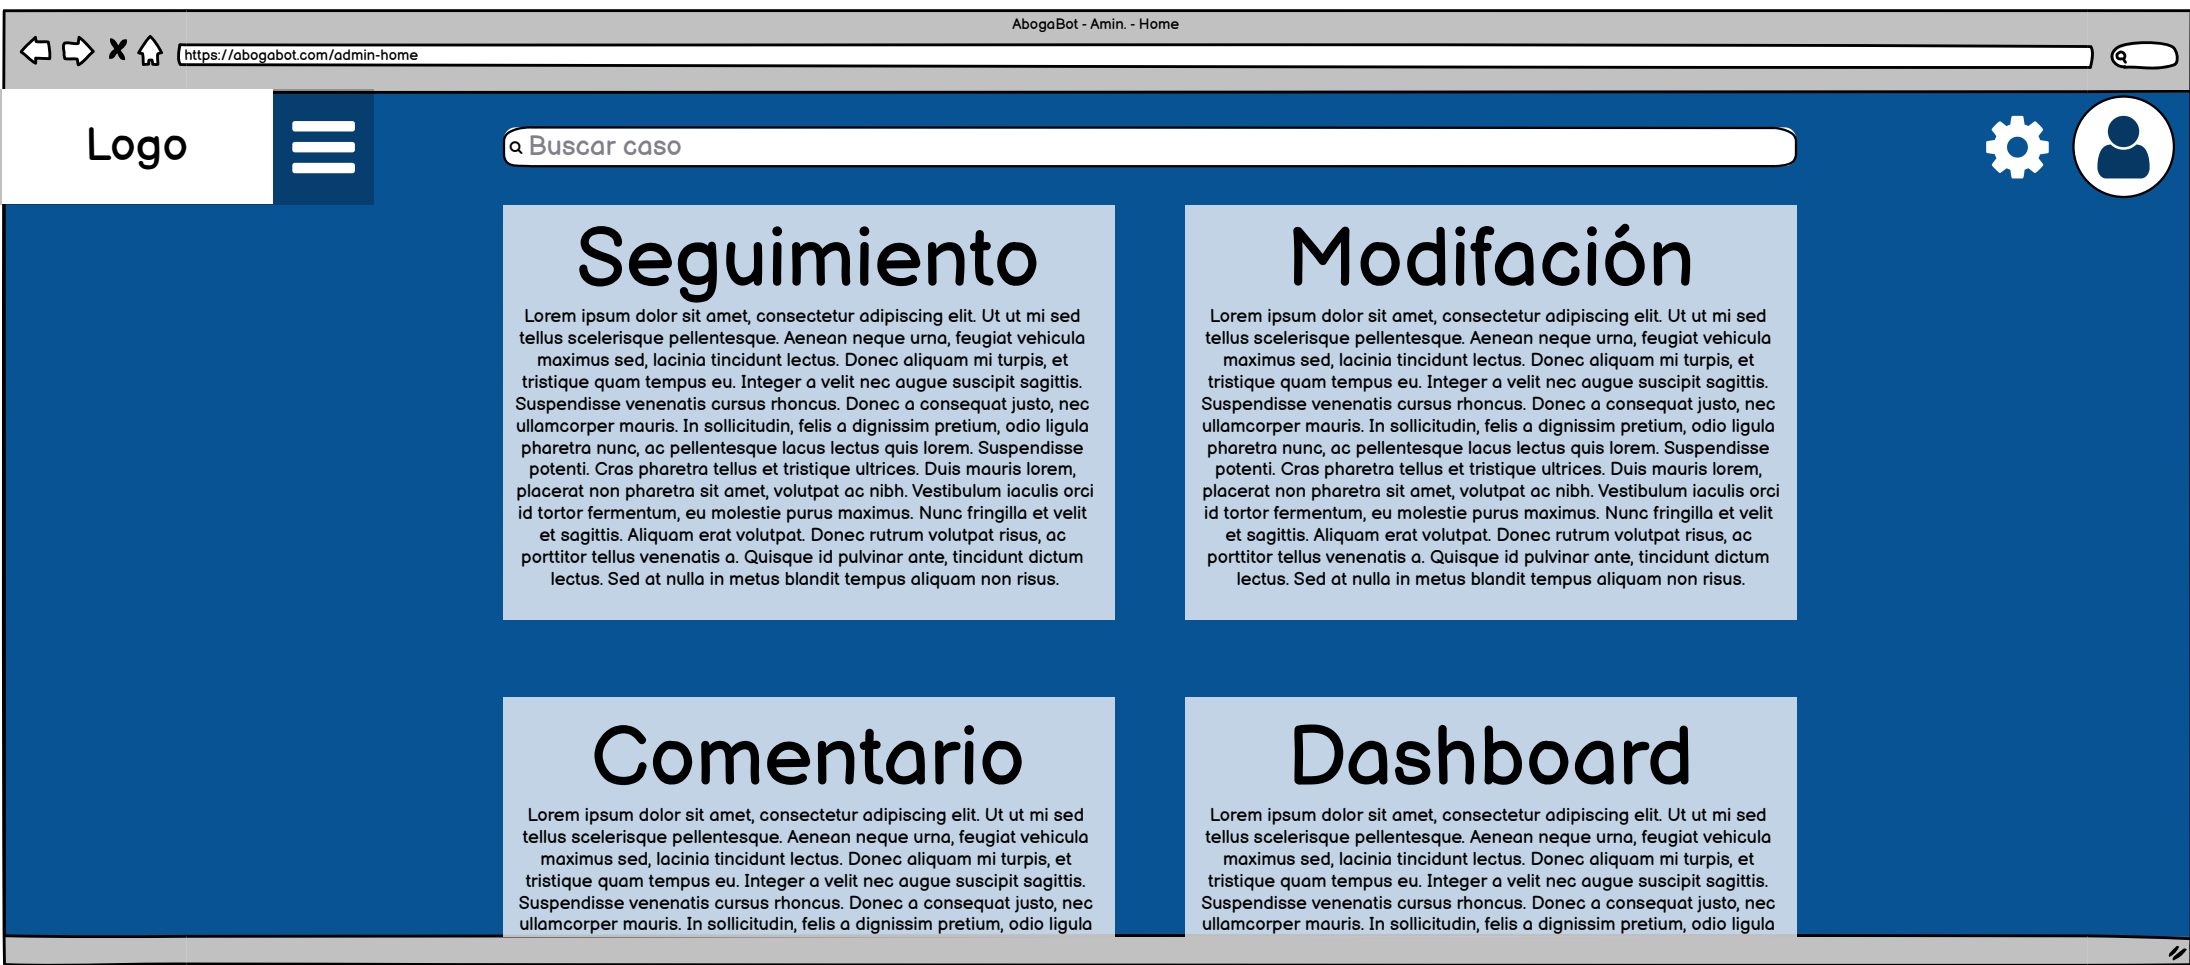 AbogaBot - Amin. - Home
https://abogabot.com/admin-home
Logo
Buscar caso
Seguimiento
Lorem ipsum dolor sit amet, consectetur adipiscing elit. Ut ut mi sed
tellus scelerisque pellentesque. Aenean neque urna, feugiat vehicula
maximus sed, lacinia tincidunt lectus. Donec aliquam mi turpis, et
tristique quam tempus eu. Integer a velit nec augue suscipit sagittis.
Suspendisse venenatis cursus rhoncus. Donec a consequat justo, nec
ullamcorper mauris. In sollicitudin, felis a dignissim pretium, odio ligula
pharetra nunc, ac pellentesque lacus lectus quis lorem. Suspendisse
potenti. Cras pharetra tellus et tristique ultrices. Duis mauris lorem,
placerat non pharetra sit amet, volutpat ac nibh. Vestibulum iaculis orci
id tortor fermentum, eu molestie purus maximus. Nunc fringilla et velit
et sagittis. Aliquam erat volutpat. Donec rutrum volutpat risus, ac
porttitor tellus venenatis a. Quisque id pulvinar ante, tincidunt dictum
lectus. Sed at nulla in metus blandit tempus aliquam non risus.
Modifación
Lorem ipsum dolor sit amet, consectetur adipiscing elit. Ut ut mi sed
tellus scelerisque pellentesque. Aenean neque urna, feugiat vehicula
maximus sed, lacinia tincidunt lectus. Donec aliquam mi turpis, et
tristique quam tempus eu. Integer a velit nec augue suscipit sagittis.
Suspendisse venenatis cursus rhoncus. Donec a consequat justo, nec
ullamcorper mauris. In sollicitudin, felis a dignissim pretium, odio ligula
pharetra nunc, ac pellentesque lacus lectus quis lorem. Suspendisse
potenti. Cras pharetra tellus et tristique ultrices. Duis mauris lorem,
placerat non pharetra sit amet, volutpat ac nibh. Vestibulum iaculis orci
id tortor fermentum, eu molestie purus maximus. Nunc fringilla et velit
et sagittis. Aliquam erat volutpat. Donec rutrum volutpat risus, ac
porttitor tellus venenatis a. Quisque id pulvinar ante, tincidunt dictum
lectus. Sed at nulla in metus blandit tempus aliquam non risus.
Comentario
Lorem ipsum dolor sit amet, consectetur adipiscing elit. Ut ut mi sed
tellus scelerisque pellentesque. Aenean neque urna, feugiat vehicula
maximus sed, lacinia tincidunt lectus. Donec aliquam mi turpis, et
tristique quam tempus eu. Integer a velit nec augue suscipit sagittis.
Suspendisse venenatis cursus rhoncus. Donec a consequat justo, nec
ullamcorper mauris. In sollicitudin, felis a dignissim pretium, odio ligula
Dashboard
Lorem ipsum dolor sit amet, consectetur adipiscing elit. Ut ut mi sed
tellus scelerisque pellentesque. Aenean neque urna, feugiat vehicula
maximus sed, lacinia tincidunt lectus. Donec aliquam mi turpis, et
tristique quam tempus eu. Integer a velit nec augue suscipit sagittis.
Suspendisse venenatis cursus rhoncus. Donec a consequat justo, nec
ullamcorper mauris. In sollicitudin, felis a dignissim pretium, odio ligula